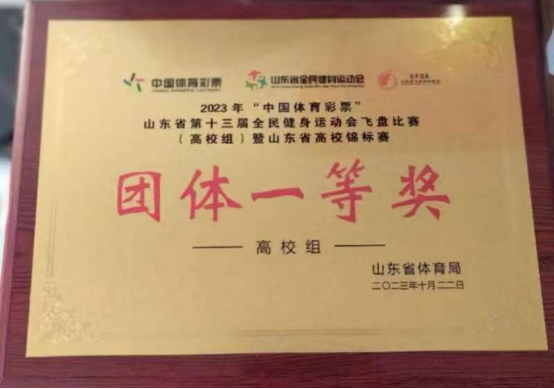 中国体育彩票
山东省全民健身运动会
2023年“中国体育彩票”
山东省第十三届全民健身运动会飞盘比赛
（高校组）暨山东省高校锦标赛
团体一等奖
高校组
山东省体育局
二〇二三年十月二二日